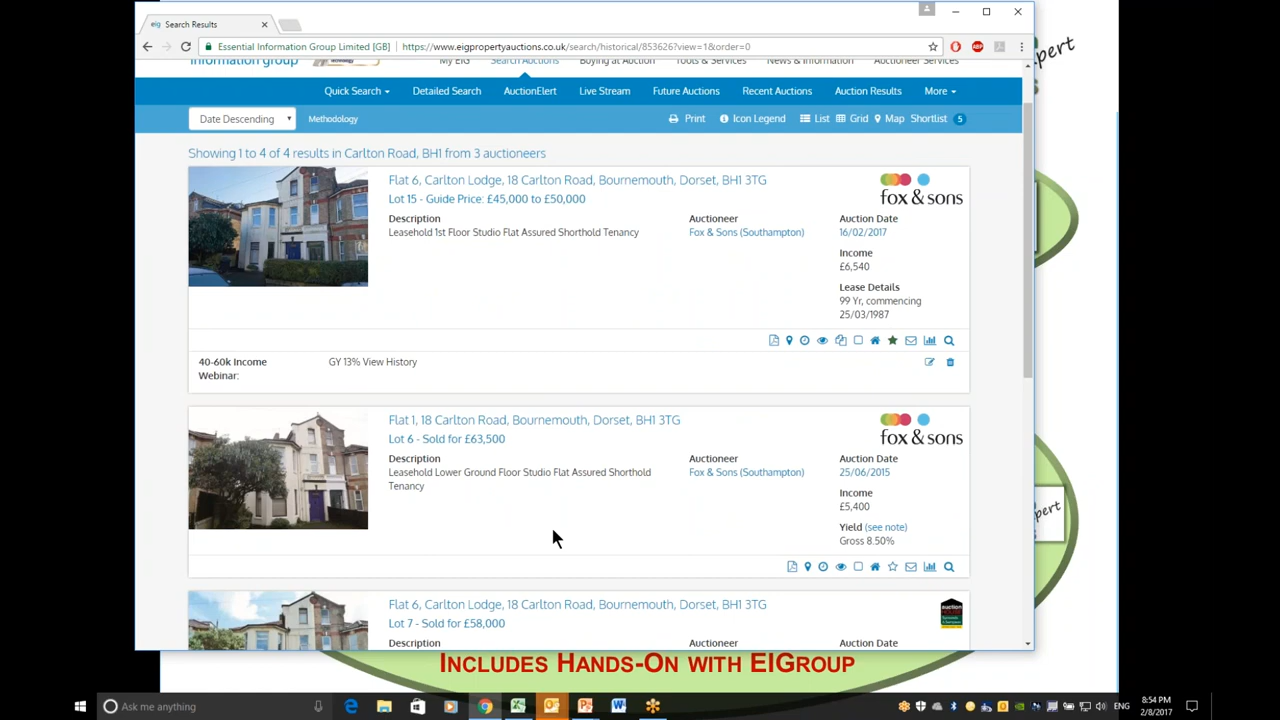 eig Search Results
Essential Information Group Limited [GB] https://www.eigpropertyauctions.co.uk/search/historical/853626?view=1&order=0
information group
My EIG Search Auctions Buying at Auction Tools & Services News & Information Auctioneer Services
Quick Search Detailed Search AuctionElert Live Stream Future Auctions Recent Auctions Auction Results More
Date Descending Methodology Print Icon Legend List Grid Map Shortlist 5
Showing 1 to 4 of 4 results in Carlton Road, BH1 from 3 auctioneers
Flat 6, Carlton Lodge, 18 Carlton Road, Bournemouth, Dorset, BH1 3TG
Lot 15 - Guide Price: £45,000 to £50,000
fox & sons
Description Auctioneer Auction Date
Leasehold 1st Floor Studio Flat Assured Shorthold Tenancy Fox & Sons (Southampton) 16/02/2017
Income
£6,540
Lease Details
99 Yr, commencing
25/03/1987
40-60k Income
Webinar:
GY 13% View History
Flat 1, 18 Carlton Road, Bournemouth, Dorset, BH1 3TG
Lot 6 - Sold for £63,500
fox & sons
Description Auctioneer Auction Date
Leasehold Lower Ground Floor Studio Flat Assured Shorthold
Tenancy
Fox & Sons (Southampton) 25/06/2015
Income
£5,400
Yield (see note)
Gross 8.50%
Flat 6, Carlton Lodge, 18 Carlton Road, Bournemouth, Dorset, BH1 3TG
Lot 7 - Sold for £58,000
auction
HOUSE
Description Auctioneer Auction Date
INCLUDES HANDS-ON WITH EIGROUP
Ask me anything
ENG
8:54 PM
2/8/2017